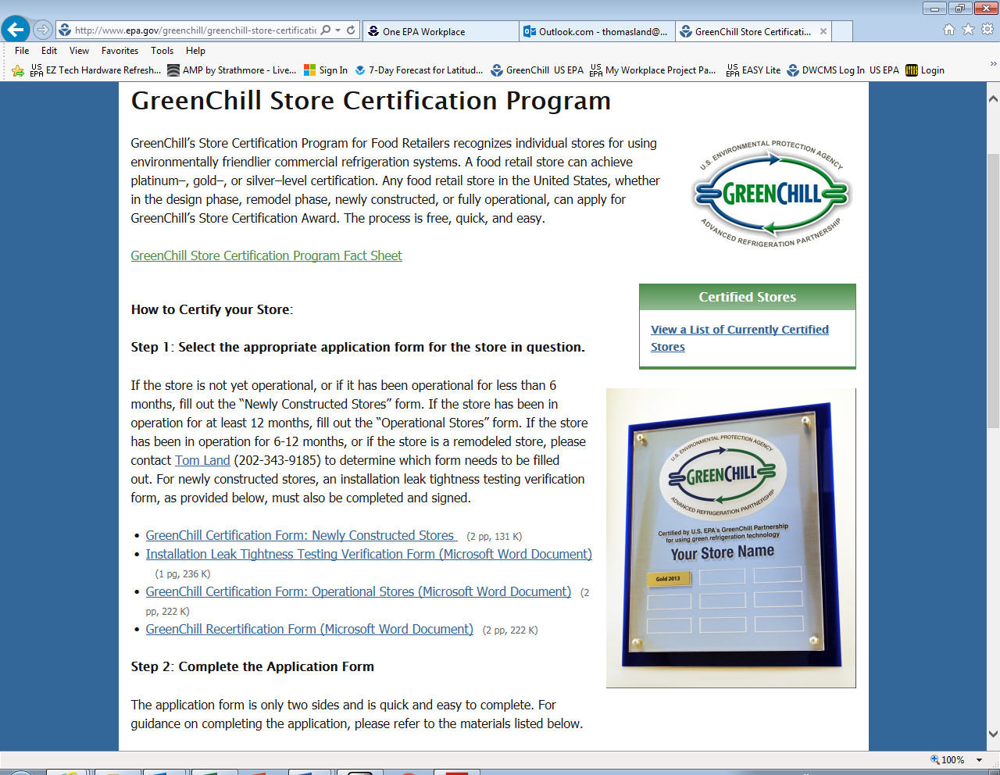 http://www.epa.gov/greenchill/greenchill-store-certificatic
One EPA Workplace
Outlook.com - thomasland@...
GreenChill Store Certificati...
File Edit View Favorites Tools Help
US EPA EZ Tech Hardware Refresh...
AMP by Strathmore - Live...
Sign In
7-Day Forecast for Latitud...
GreenChill US EPA
US EPA My Workplace Project Pa...
US EPA EASY Lite
DWCMS Log In US EPA
Login
GreenChill Store Certification Program
GreenChill’s Store Certification Program for Food Retailers recognizes individual stores for using
environmentally friendlier commercial refrigeration systems. A food retail store can achieve
platinum–, gold–, or silver–level certification. Any food retail store in the United States, whether
in the design phase, remodel phase, newly constructed, or fully operational, can apply for
GreenChill’s Store Certification Award. The process is free, quick, and easy.
U.S. ENVIRONMENTAL PROTECTION AGENCY
GREENCHILL
ADVANCED REFRIGERATION PARTNERSHIP
GreenChill Store Certification Program Fact Sheet
Certified Stores
View a List of Currently Certified
Stores
How to Certify your Store:
Step 1: Select the appropriate application form for the store in question.
If the store is not yet operational, or if it has been operational for less than 6
months, fill out the “Newly Constructed Stores” form. If the store has been in
operation for at least 12 months, fill out the “Operational Stores” form. If the store
has been in operation for 6-12 months, or if the store is a remodeled store, please
contact Tom Land (202-343-9185) to determine which form needs to be filled
out. For newly constructed stores, an installation leak tightness testing verification
form, as provided below, must also be completed and signed.
• GreenChill Certification Form: Newly Constructed Stores (2 pp, 131 K)
• Installation Leak Tightness Testing Verification Form (Microsoft Word Document)
(1 pg, 236 K)
• GreenChill Certification Form: Operational Stores (Microsoft Word Document) (2
pp, 222 K)
• GreenChill Recertification Form (Microsoft Word Document) (2 pp, 222 K)
U.S. ENVIRONMENTAL PROTECTION AGENCY
GREENCHILL
ADVANCED REFRIGERATION PARTNERSHIP
Certified by U.S. EPA's GreenChill Partnership
for using green refrigeration technology
Your Store Name
Gold 2013
Step 2: Complete the Application Form
The application form is only two sides and is quick and easy to complete. For
guidance on completing the application, please refer to the materials listed below.
100%